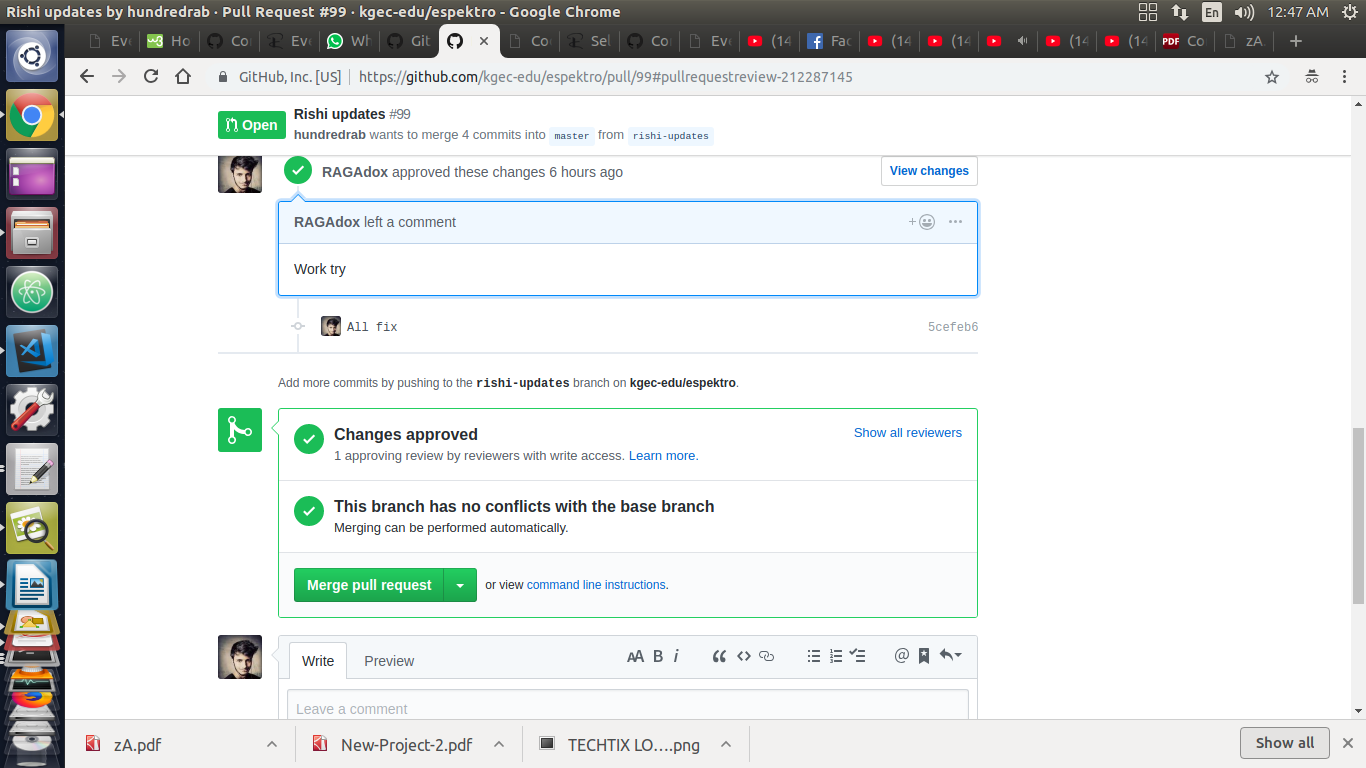 Rishi updates by hundredrab · Pull Request #99 · kgec-edu/espektro - Google Chrome
En
12:47 AM
Eve
Ho
Co
Eve
Wh
Git
Co
Sel
Co
Eve
(14
Fac
(14
(14
(14
(14
PDF
Co
zA.
GitHub, Inc. [US]
https://github.com/kgec-edu/espektro/pull/99#pullrequestreview-212287145
Open
Rishi updates #99
hundredrab wants to merge 4 commits into master from rishi-updates
RAGAdox approved these changes 6 hours ago
View changes
RAGAdox left a comment
Work try
All fix
5cefeb6
Add more commits by pushing to the rishi-updates branch on kgec-edu/espektro.
Changes approved
Show all reviewers
1 approving review by reviewers with write access. Learn more.
This branch has no conflicts with the base branch
Merging can be performed automatically.
Merge pull request
or view command line instructions.
Write
Preview
AA B i
Leave a comment
zA.pdf
New-Project-2.pdf
TECHTIX LO....png
Show all